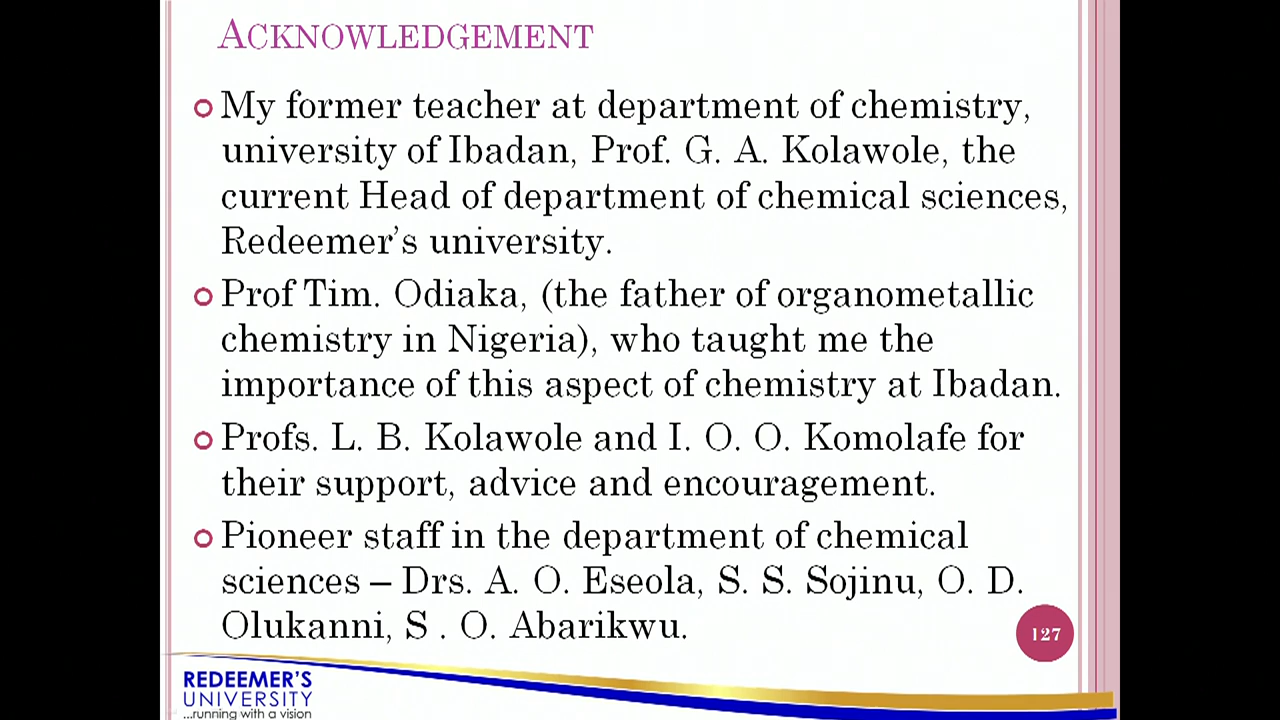 ACKNOWLEDGEMENT
My former teacher at department of chemistry,
university of Ibadan, Prof. G. A. Kolawole, the
current Head of department of chemical sciences,
Redeemer's university.
Prof Tim. Odiaka, (the father of organometallic
chemistry in Nigeria), who taught me the
importance of this aspect of chemistry at Ibadan.
Profs. L. B. Kolawole and I. O. O. Komolafe for
their support, advice and encouragement.
Pioneer staff in the department of chemical
sciences – Drs. A. O. Eseola, S. S. Sojinu, O. D.
Olukanni, S . O. Abarikwu.
127
REDEEMER'S
UNIVERSITY
...running with a vision